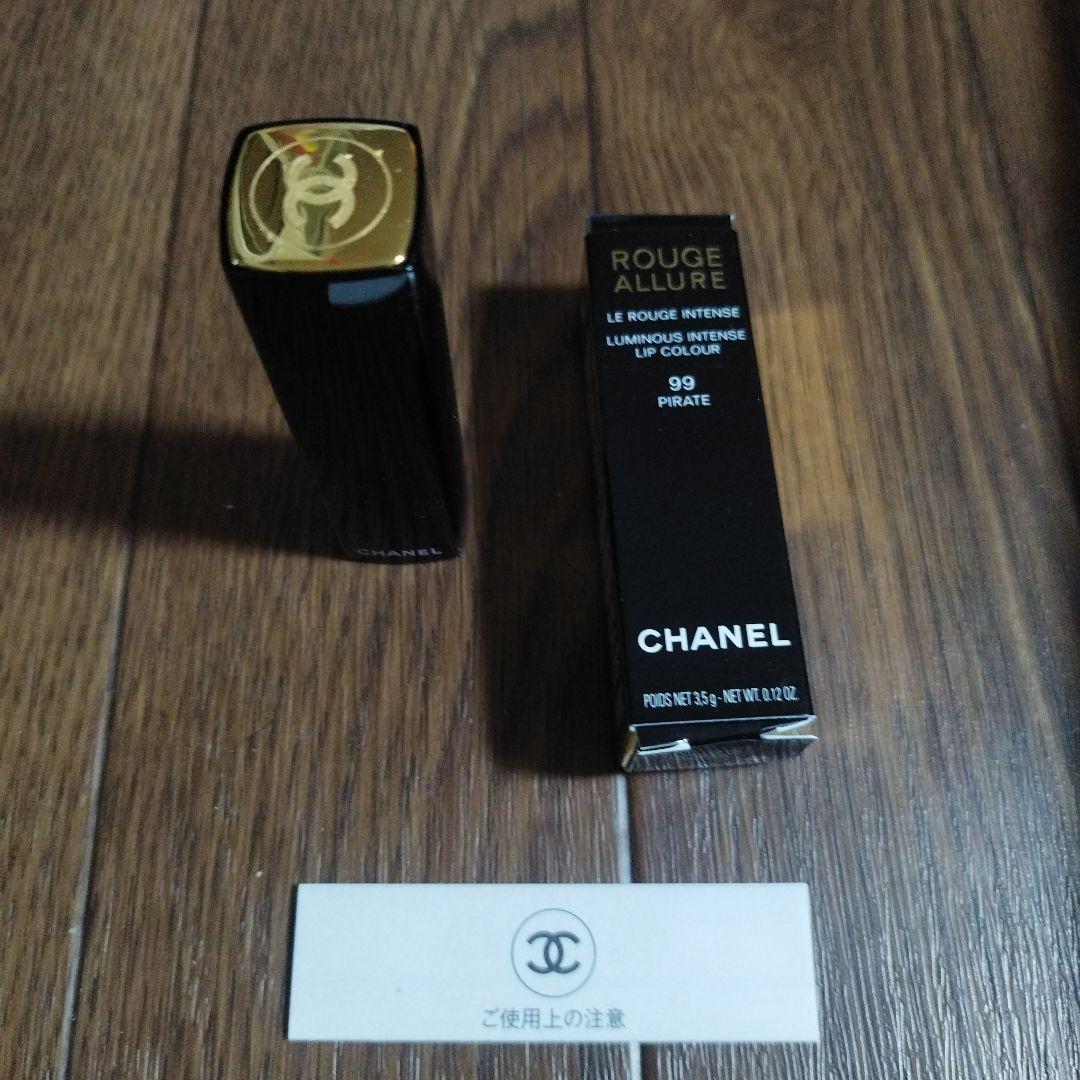 CHANEL
ROUGE
ALLURE
LE ROUGE INTENSE
LUMINOUS INTENSE
LIP COLOUR
99
PIRATE
CHANEL
POIDS NET 3,5 g - NET WT. 0.12 OZ.
ご使用上の注意